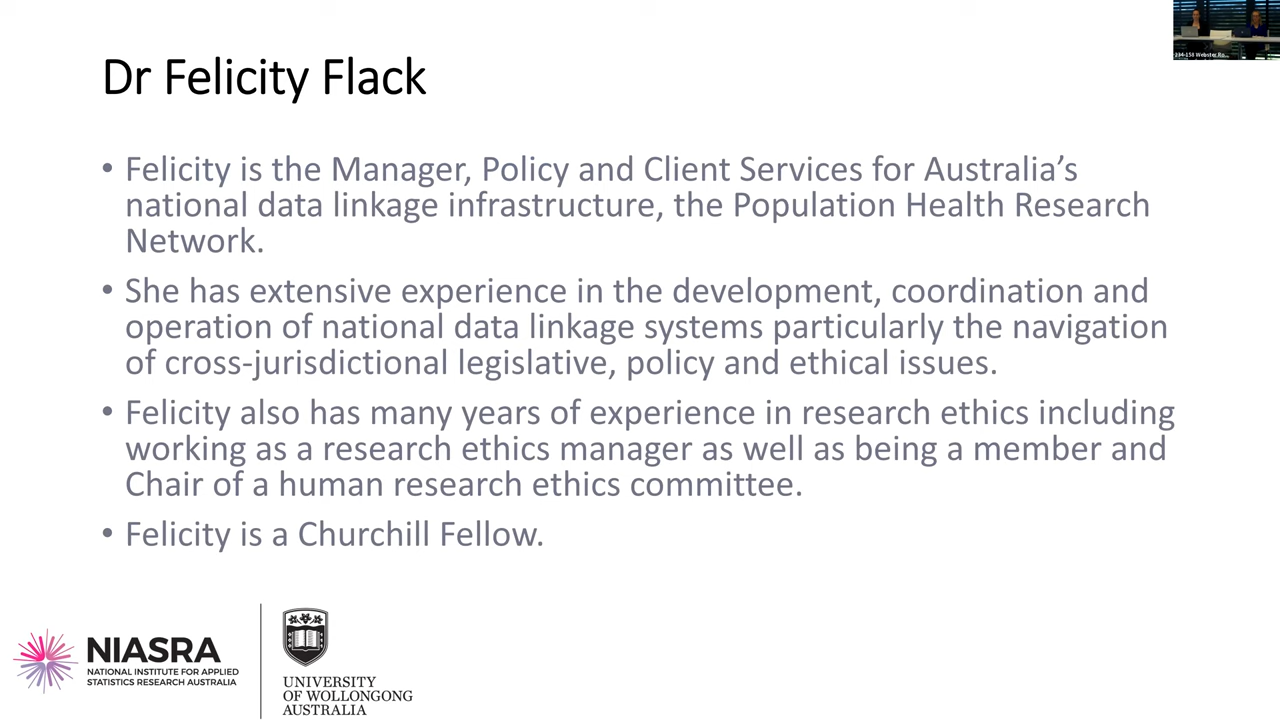 Dr Felicity Flack
• Felicity is the Manager, Policy and Client Services for Australia’s
national data linkage infrastructure, the Population Health Research
Network.
• She has extensive experience in the development, coordination and
operation of national data linkage systems particularly the navigation
of cross-jurisdictional legislative, policy and ethical issues.
• Felicity also has many years of experience in research ethics including
working as a research ethics manager as well as being a member and
Chair of a human research ethics committee.
• Felicity is a Churchill Fellow.
NIASRA
NATIONAL INSTITUTE FOR APPLIED
STATISTICS RESEARCH AUSTRALIA
UNIVERSITY
OF WOLLONGONG
AUSTRALIA